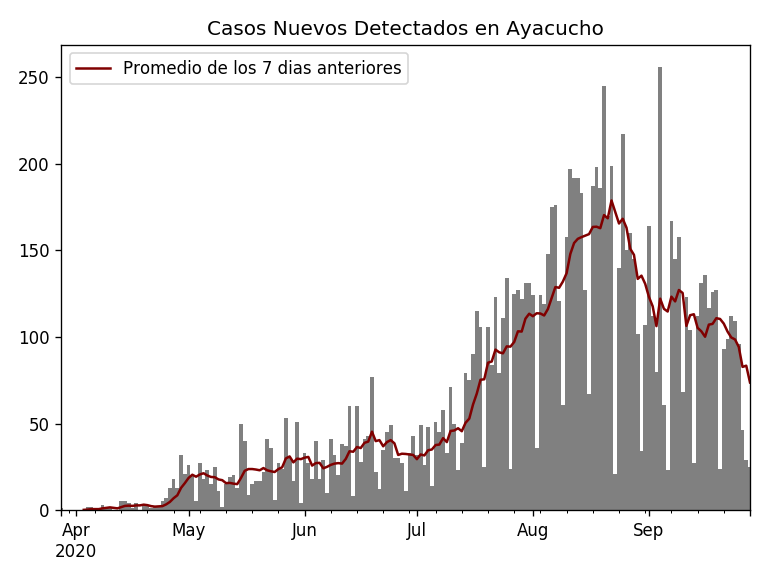 Casos Nuevos Detectados en Ayacucho
Promedio de los 7 dias anteriores
250
200
150
100
50
0
Apr May Jun Jul Aug Sep
2020